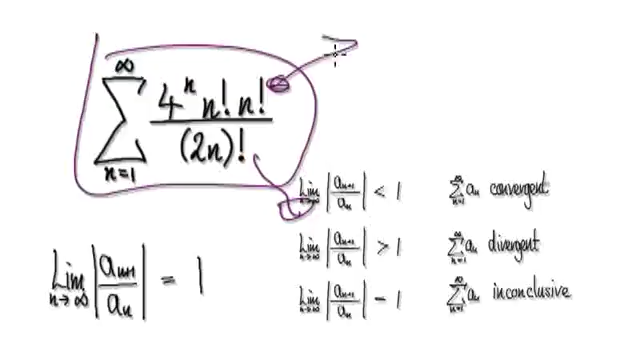 ∞
∑ 4ⁿ n! n! / (2n)!
n=1
Lim n→∞ |aₙ₊₁ / aₙ| < 1 ∑ₙ₌₁^∞ aₙ convergent
Lim n→∞ |aₙ₊₁ / aₙ| > 1 ∑ₙ₌₁^∞ aₙ divergent
Lim n→∞ |aₙ₊₁ / aₙ| = 1 ∑ₙ₌₁^∞ aₙ inconclusive
Lim n→∞ |aₙ₊₁ / aₙ| = 1